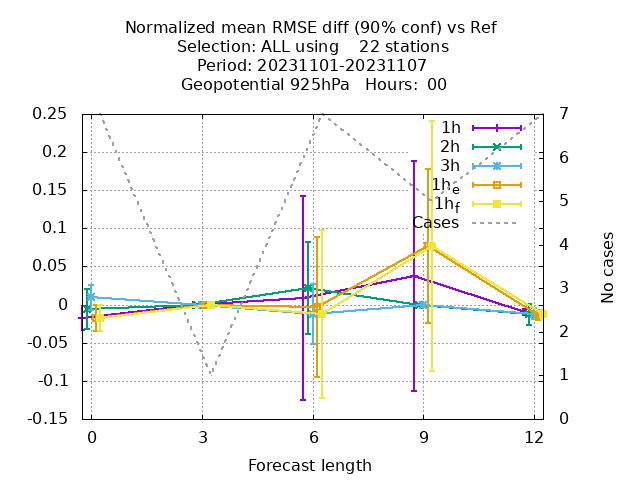 Normalized mean RMSE diff (90% conf) vs Ref
Selection: ALL using    22 stations
Period: 20231101-20231107
Geopotential 925hPa   Hours:  00
1h
2h
3h
1he
1hf
Cases
0.25
0.2
0.15
0.1
0.05
0
-0.05
-0.1
-0.15
7
6
5
4
3
2
1
0
No cases
0 3 6 9 12
Forecast length